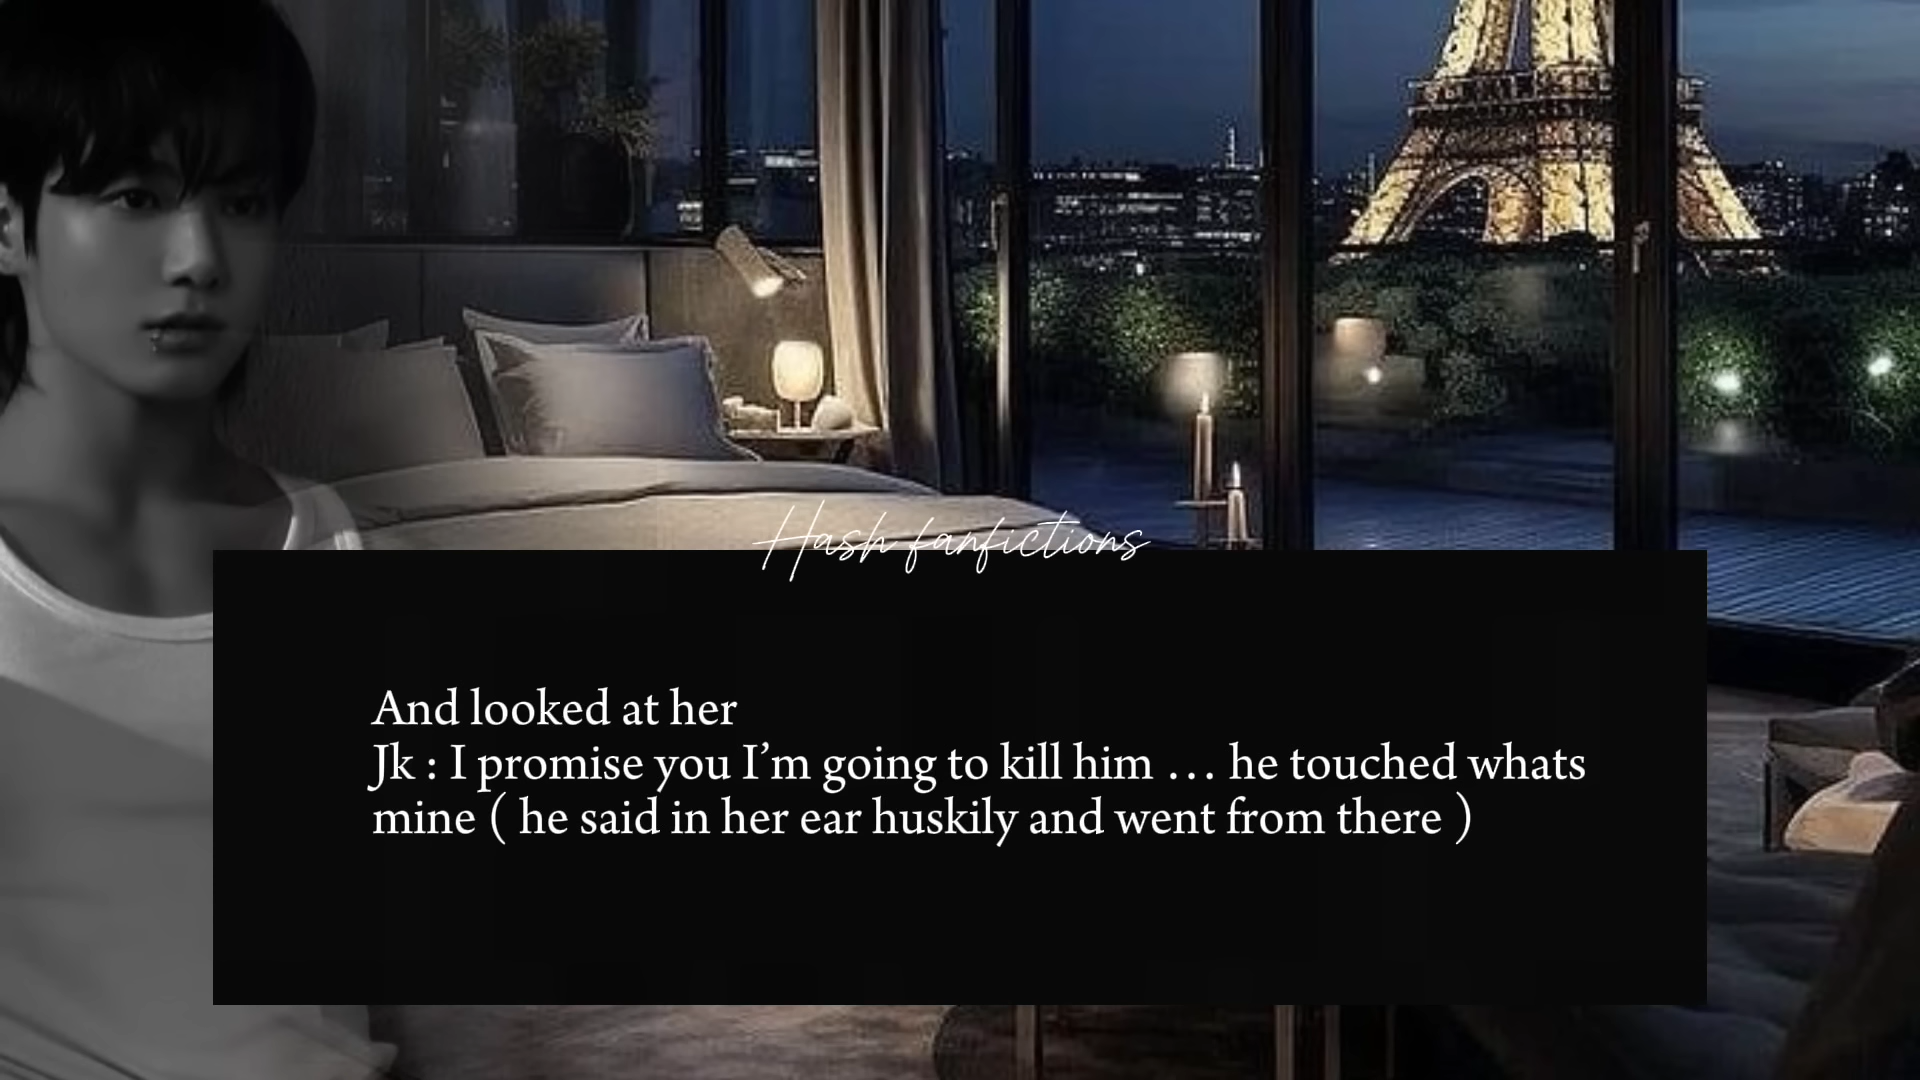 Hash fanfictions
And looked at her
Jk : I promise you I’m going to kill him … he touched whats
mine ( he said in her ear huskily and went from there )